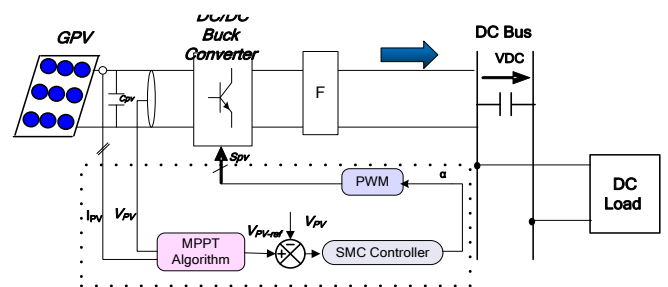 GPV
DC/DC
Buck
Converter
DC Bus
VDC
Cpv
F
Spv
PWM
α
IPV
VPV
VPV-ref
VPV
MPPT
Algorithm
+
−
SMC Controller
DC
Load